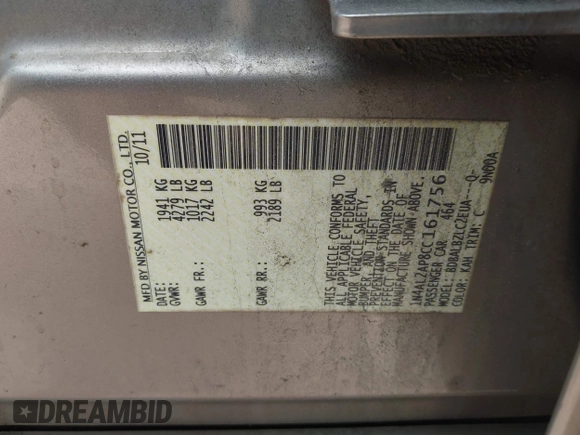 MFD BY NISSAN MOTOR CO., LTD.
DATE: 10/11
GVWR: 1941 KG
4279 LB
GAWR FR.: 1017 KG
2242 LB
GAWR RR.: 993 KG
2189 LB
THIS VEHICLE CONFORMS TO
ALL APPLICABLE FEDERAL
MOTOR VEHICLE SAFETY,
BUMPER, AND THEFT
PREVENTION STANDARDS IN
EFFECT ON THE DATE OF
MANUFACTURE SHOWN ABOVE.
1N4AL2AP8CC161756
PASSENGER CAR 464
MODEL: BDBALBZLC2EUA---Q-
COLOR: KAH TRIM: C 9N00A
DREAMBID